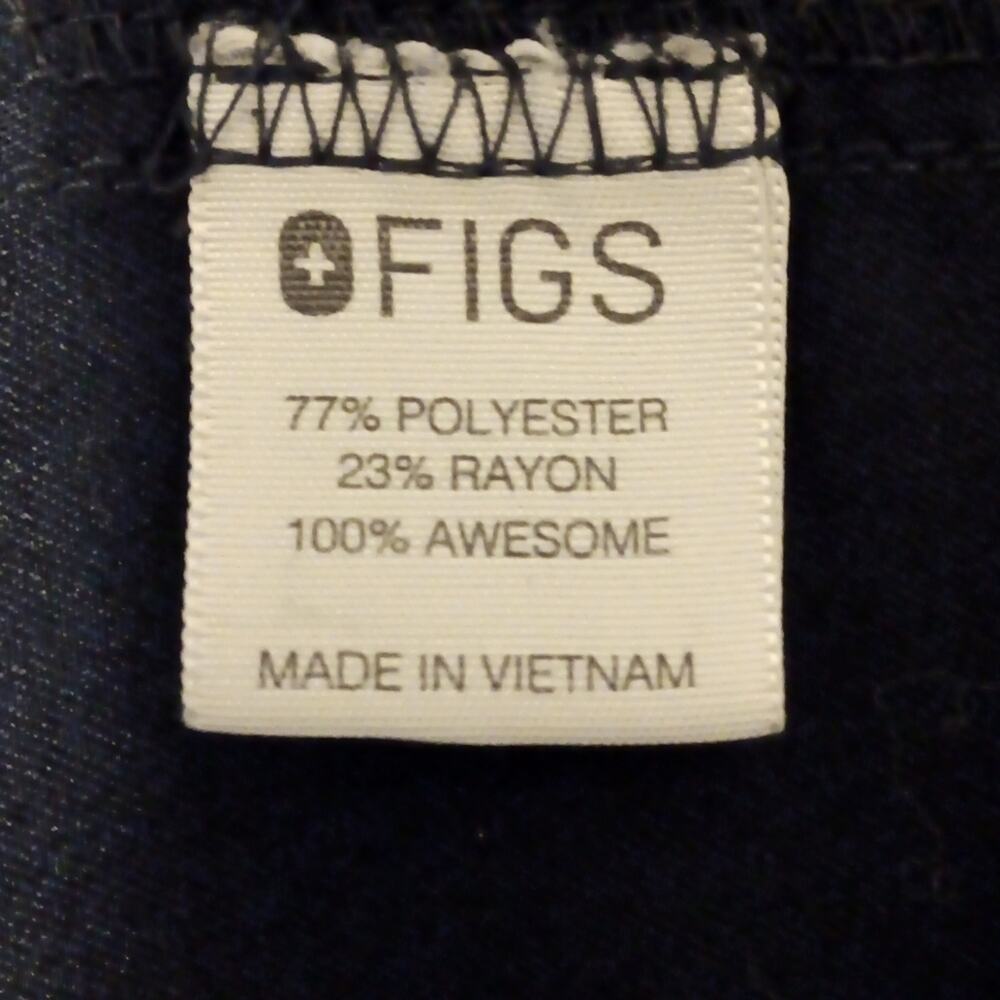 FIGS
77% POLYESTER
23% RAYON
100% AWESOME
MADE IN VIETNAM